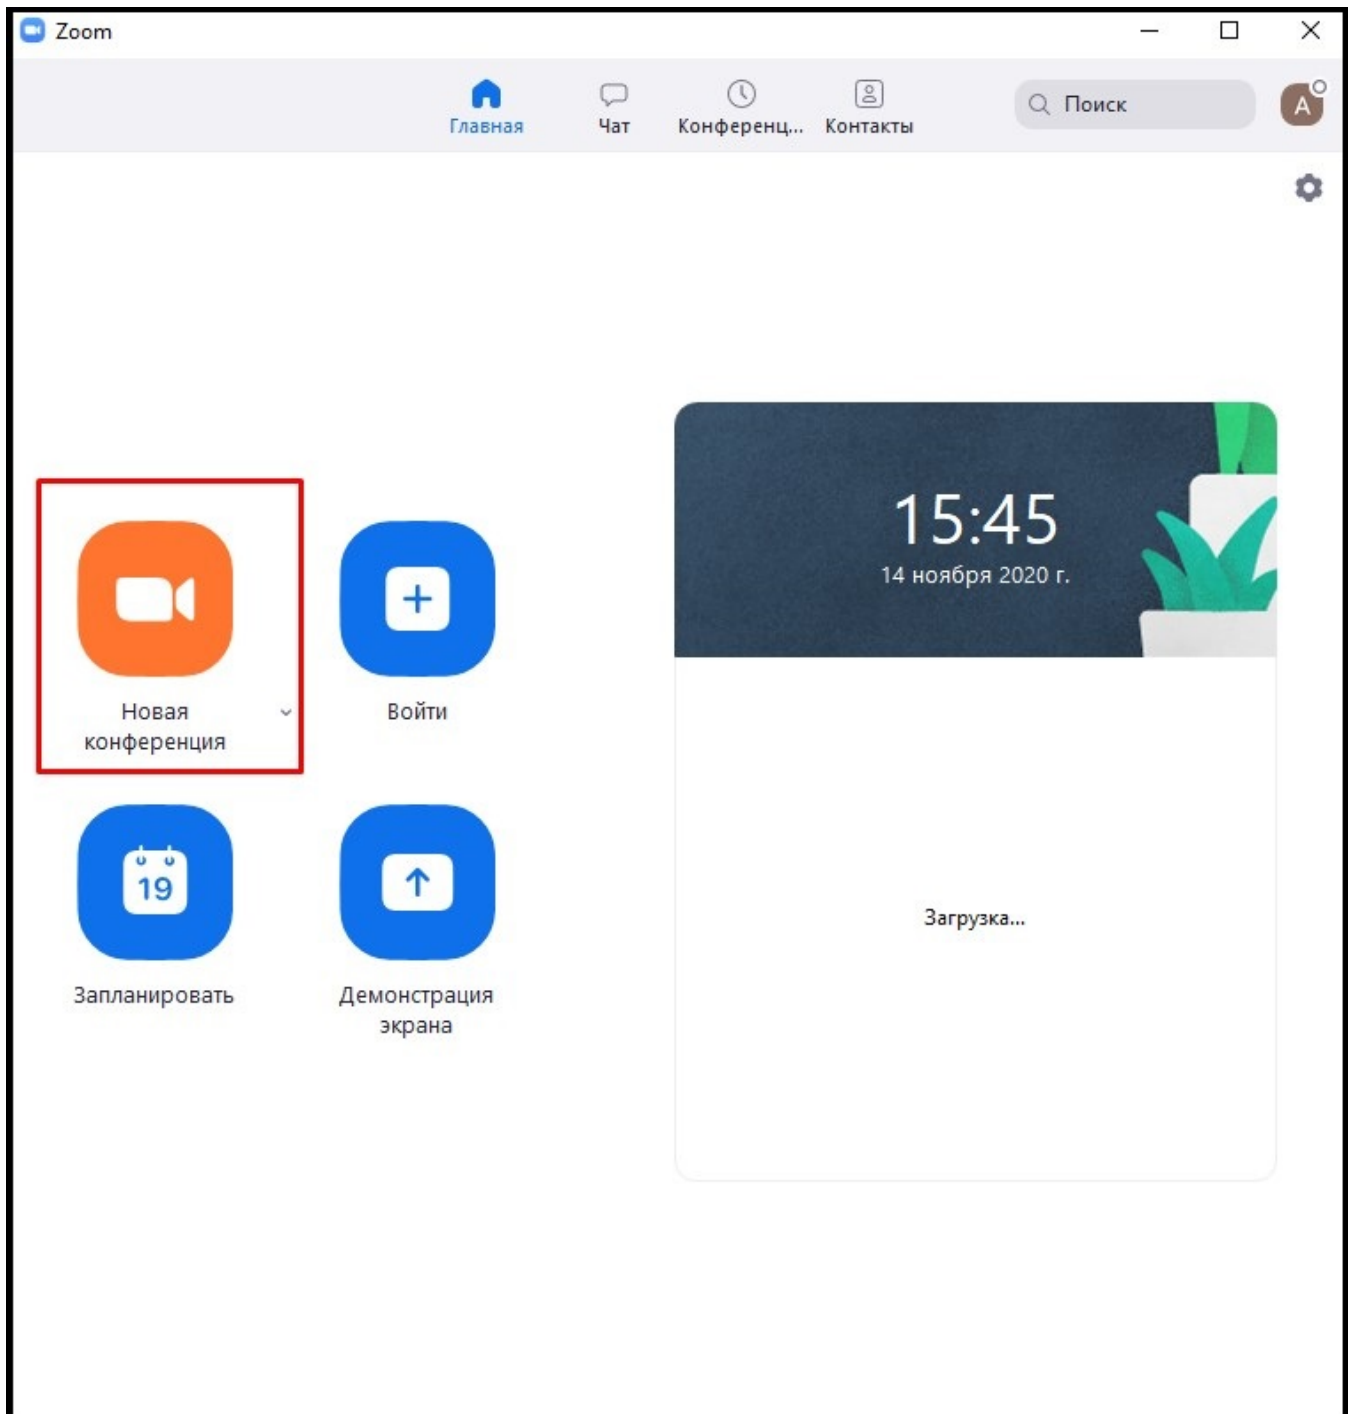 Zoom
Главная
Чат
Конференц...
Контакты
Поиск
A
15:45
14 ноября 2020 г.
Новая
конференция
Войти
19
Запланировать
Демонстрация
экрана
Загрузка...